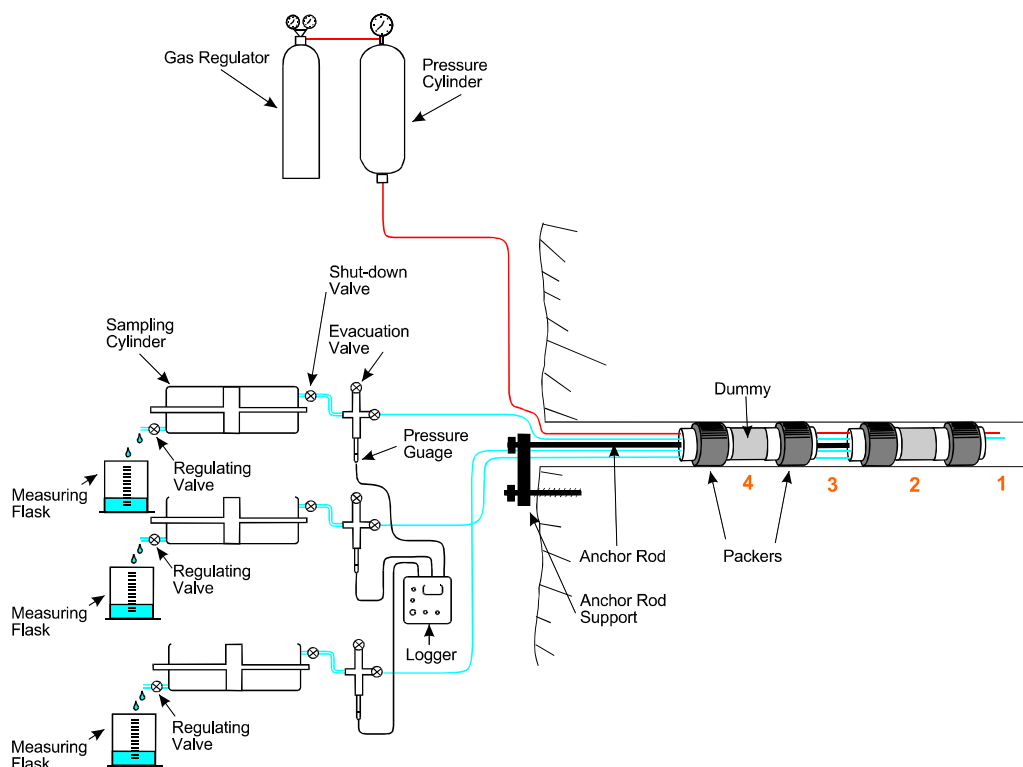 Gas Regulator
Pressure
Cylinder
Shut-down
Valve
Sampling
Cylinder
Evacuation
Valve
Dummy
Pressure
Guage
Regulating
Valve
Measuring
Flask
4
3
2
1
Anchor Rod
Packers
Regulating
Valve
Measuring
Flask
Anchor Rod
Support
Logger
Regulating
Valve
Measuring
Flask